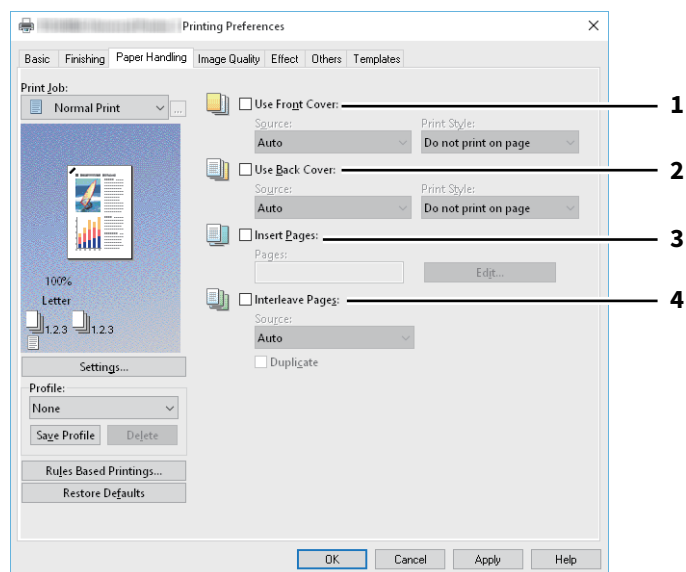 Printing Preferences
Basic Finishing Paper Handling Image Quality Effect Others Templates
Print Job:
Normal Print
...
100%
Letter
1.2.3 1.2.3
Settings...
Profile:
None
Save Profile Delete
Rules Based Printings...
Restore Defaults
Use Front Cover: 1
Source: Print Style:
Auto Do not print on page
Use Back Cover: 2
Source: Print Style:
Auto Do not print on page
Insert Pages: 3
Pages:
Edit...
Interleave Pages: 4
Source:
Auto
Duplicate
OK Cancel Apply Help